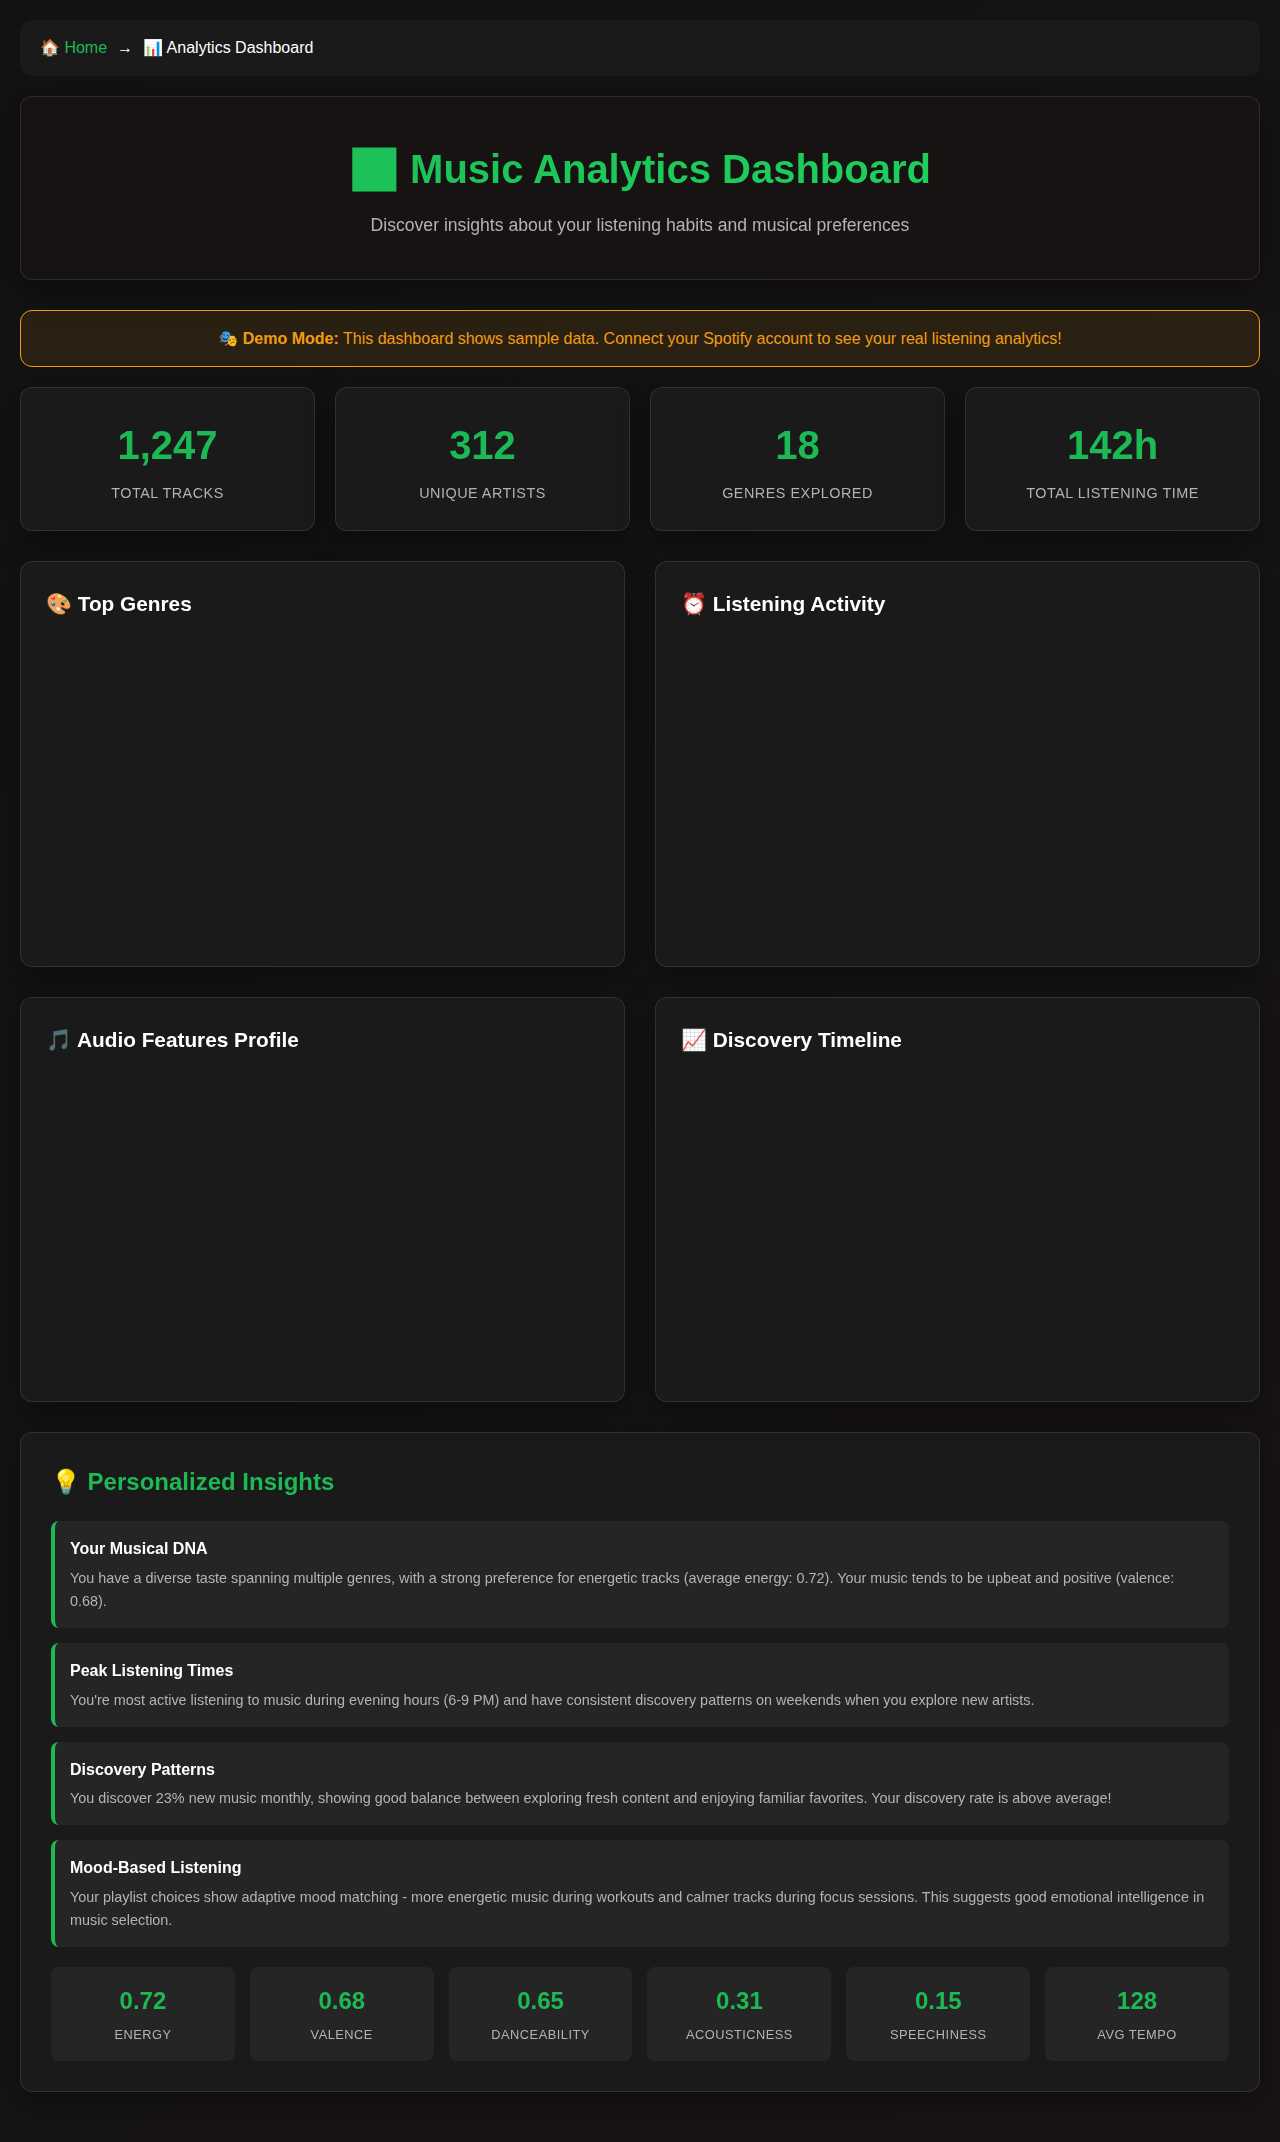 🏠 Home → 📊 Analytics Dashboard
Music Analytics Dashboard
Discover insights about your listening habits and musical preferences
🎭 Demo Mode: This dashboard shows sample data. Connect your Spotify account to see your real listening analytics!
1,247
TOTAL TRACKS
312
UNIQUE ARTISTS
18
GENRES EXPLORED
142h
TOTAL LISTENING TIME
🎨 Top Genres
⏰ Listening Activity
🎵 Audio Features Profile
📈 Discovery Timeline
💡 Personalized Insights
Your Musical DNA
You have a diverse taste spanning multiple genres, with a strong preference for energetic tracks (average energy: 0.72). Your music tends to be upbeat and positive (valence:
0.68).
Peak Listening Times
You're most active listening to music during evening hours (6-9 PM) and have consistent discovery patterns on weekends when you explore new artists.
Discovery Patterns
You discover 23% new music monthly, showing good balance between exploring fresh content and enjoying familiar favorites. Your discovery rate is above average!
Mood-Based Listening
Your playlist choices show adaptive mood matching - more energetic music during workouts and calmer tracks during focus sessions. This suggests good emotional intelligence in
music selection.
0.72
ENERGY
0.68
VALENCE
0.65
DANCEABILITY
0.31
ACOUSTICNESS
0.15
SPEECHINESS
128
AVG TEMPO